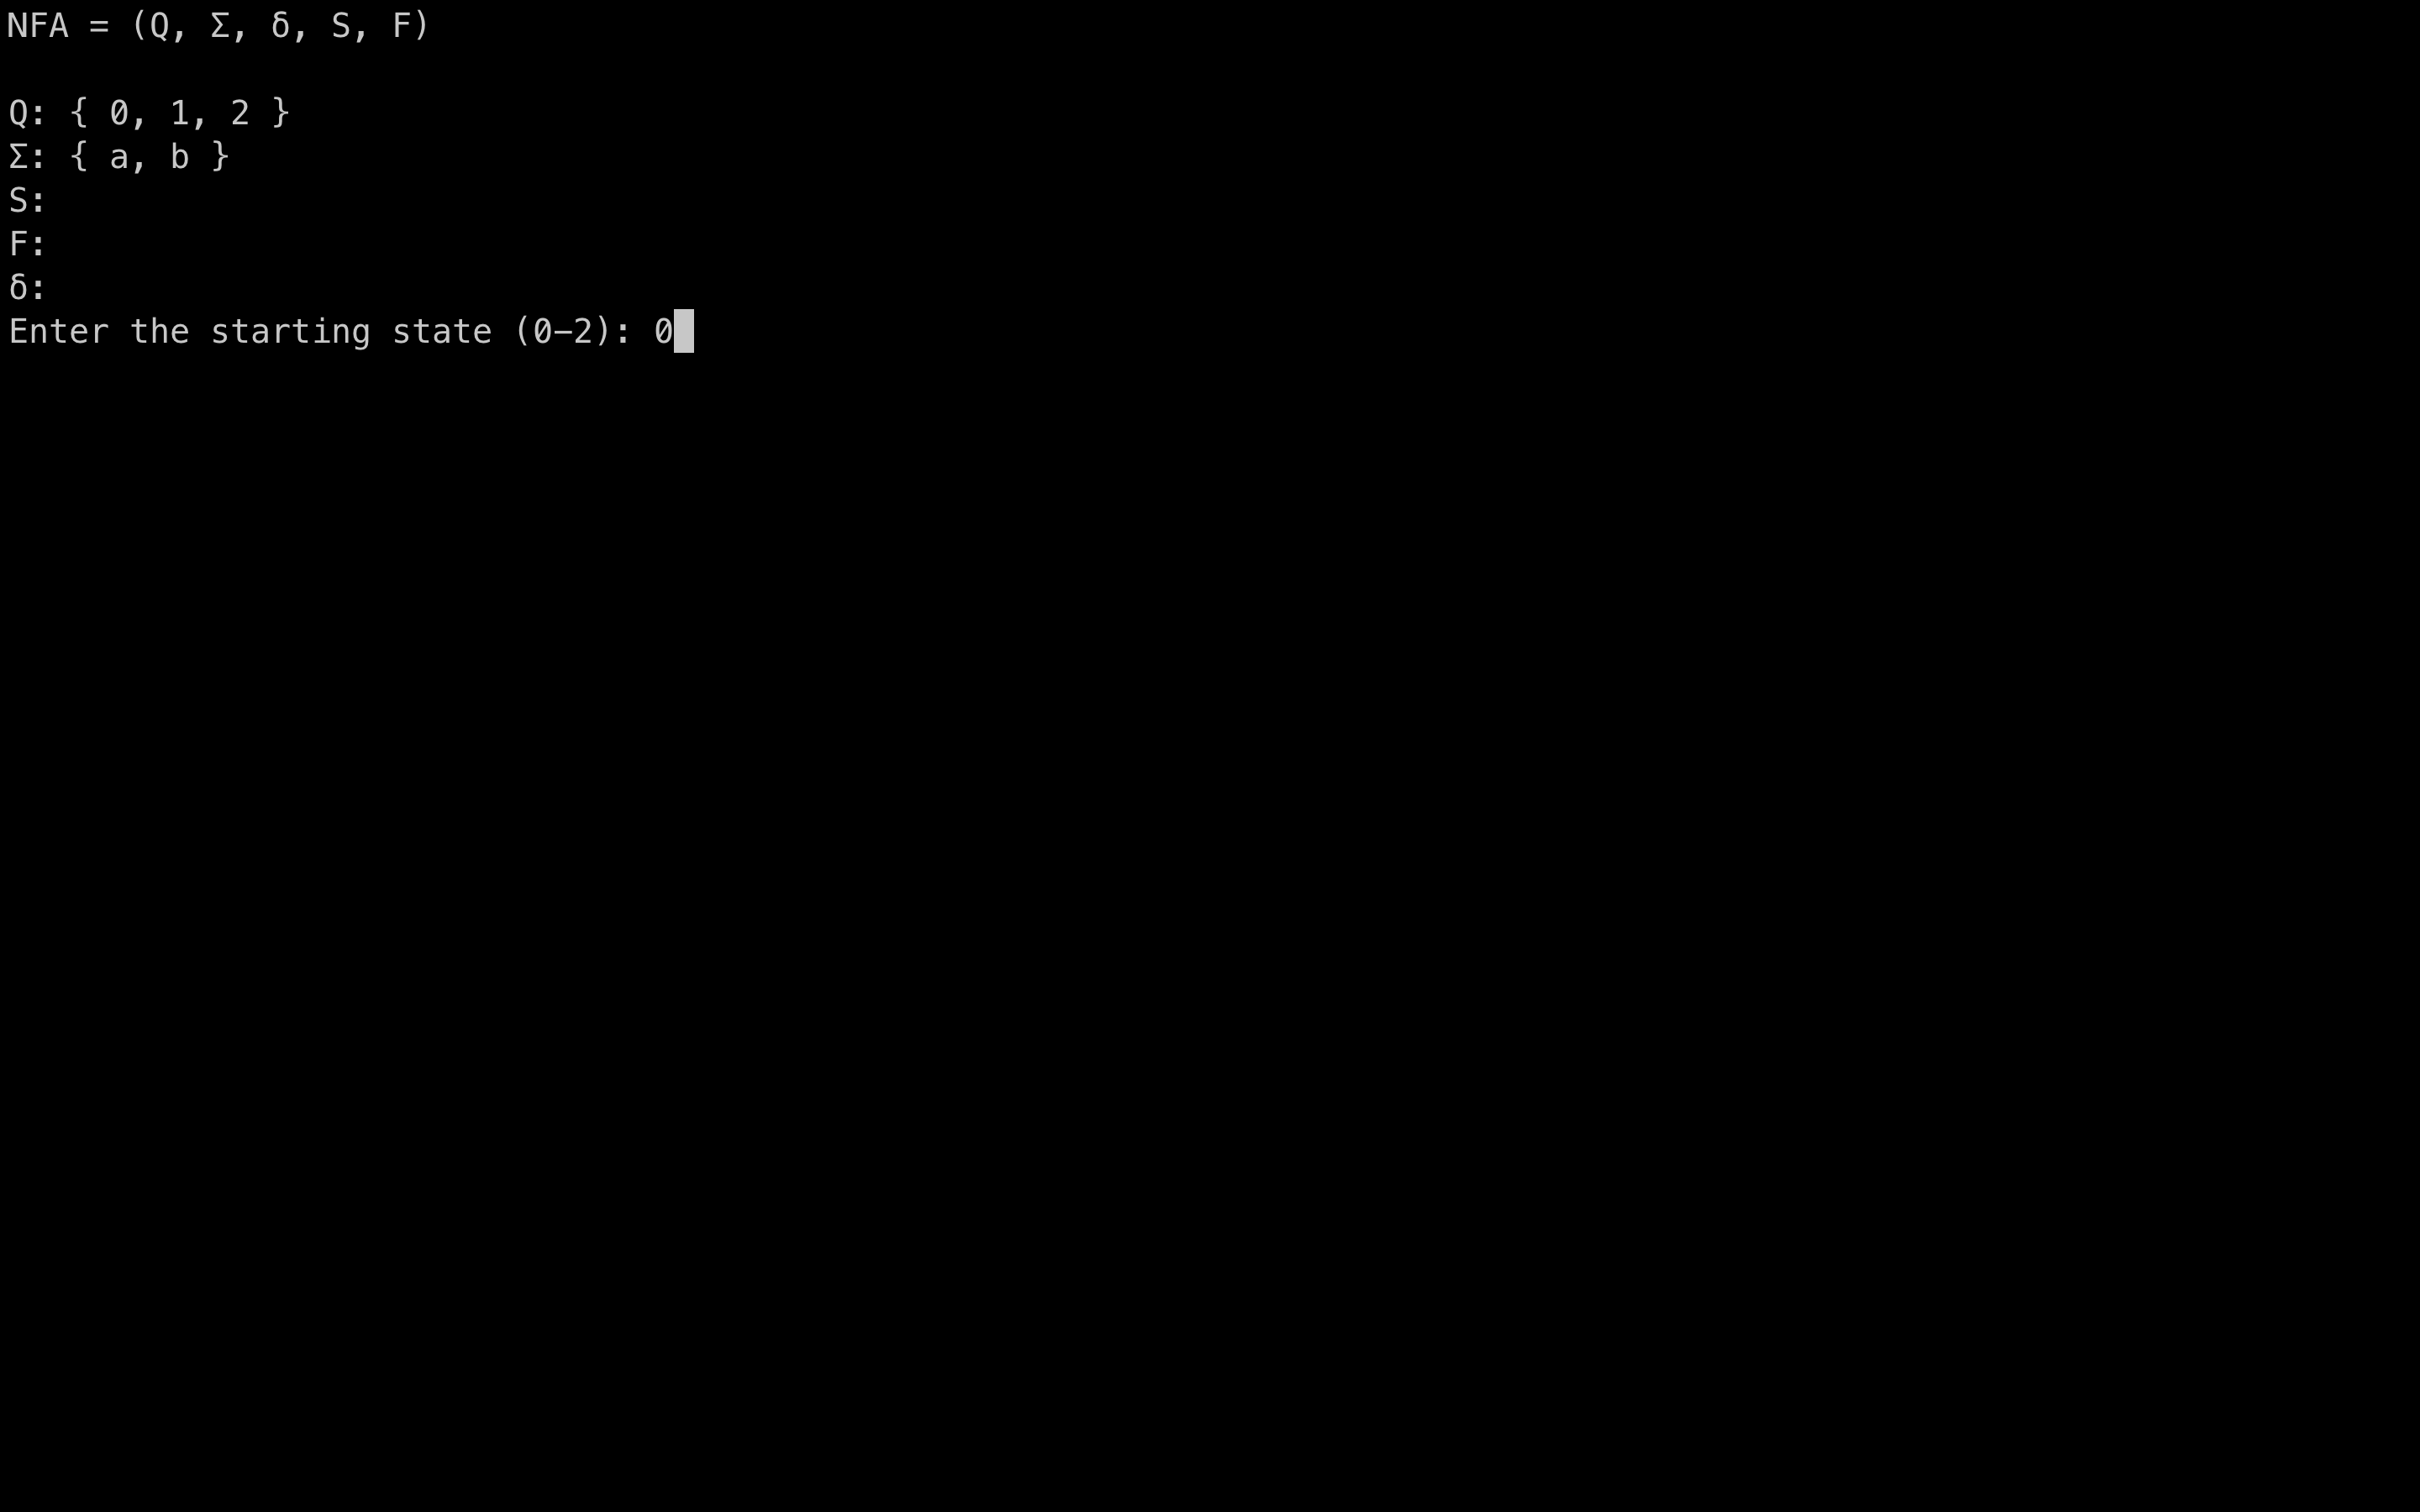 NFA = (Q, Σ, δ, S, F)
Q: { 0, 1, 2 }
Σ: { a, b }
S:
F:
δ:
Enter the starting state (0–2): 0